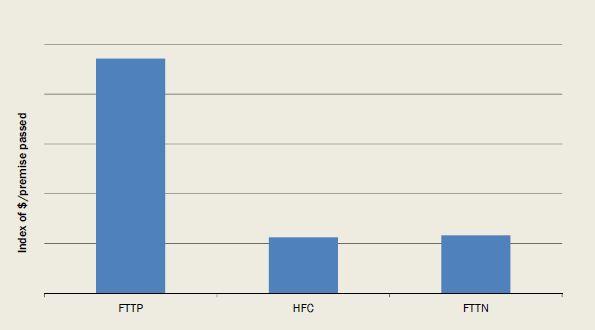 Index of $/premise passed
FTTP
HFC
FTTN